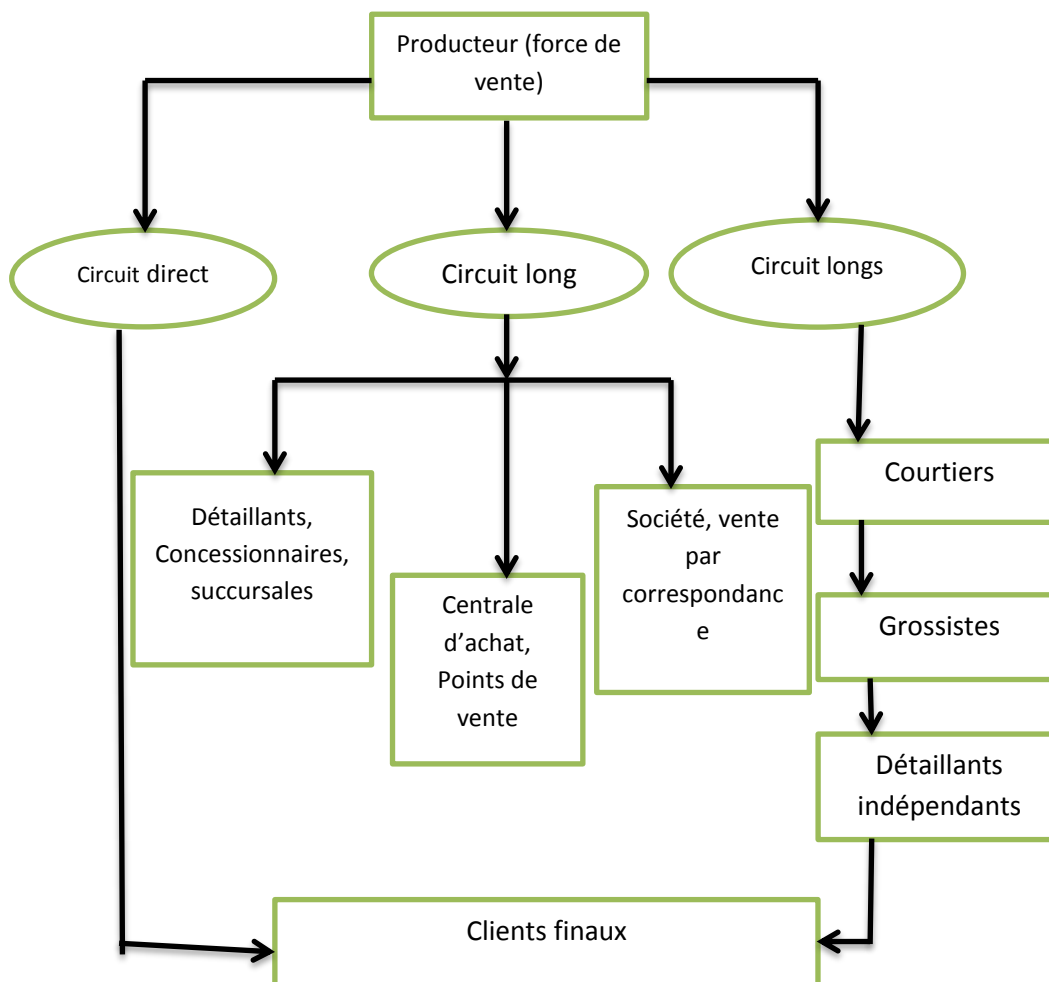 Producteur (force de
vente)
Circuit direct
Circuit long
Circuit longs
Détaillants,
Concessionnaires,
succursales
Centrale
d’achat,
Points de
vente
Société, vente
par
correspondanc
e
Courtiers
Grossistes
Détaillants
indépendants
Clients finaux